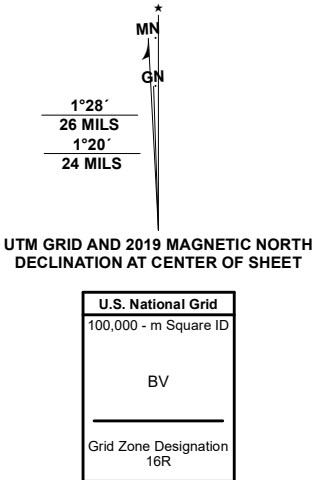 ★
MN
GN
1°28´
26 MILS
1°20´
24 MILS
UTM GRID AND 2019 MAGNETIC NORTH
DECLINATION AT CENTER OF SHEET
U.S. National Grid
100,000 - m Square ID
BV
Grid Zone Designation
16R